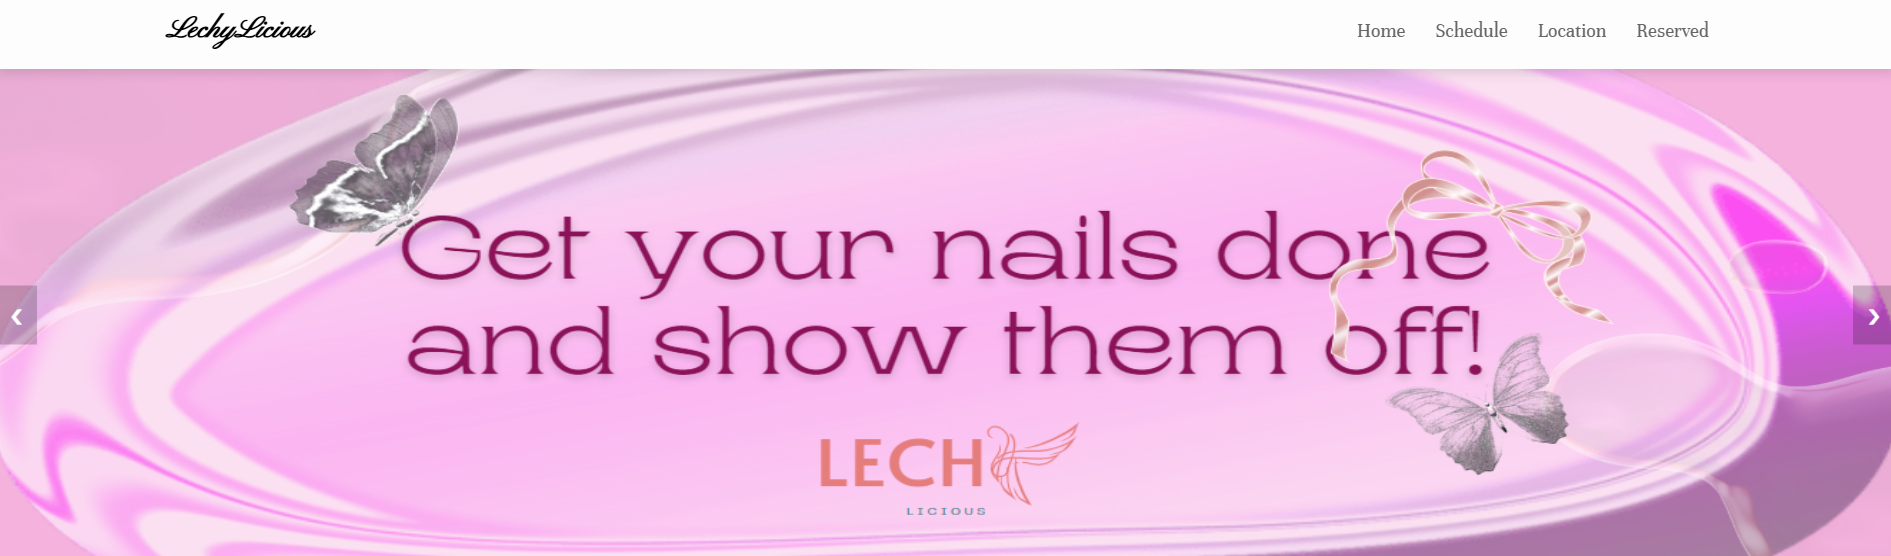 LechyLicious
Home Schedule Location Reserved
Get your nails done
and show them off!
LECH
LICIOUS